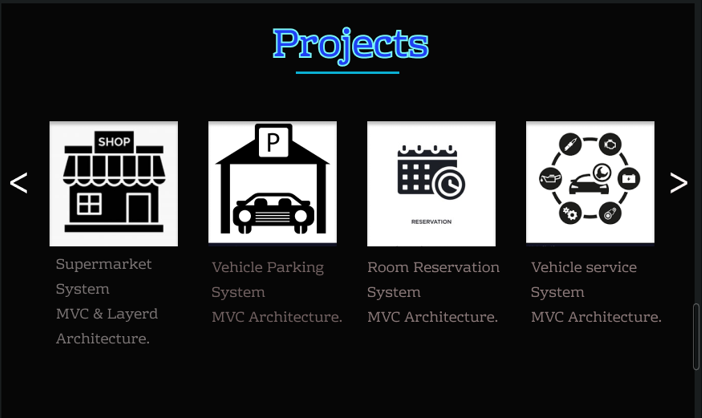 Projects
SHOP
P
RESERVATION
<
>
Supermarket
System
MVC & Layerd
Architecture.
Vehicle Parking
System
MVC Architecture.
Room Reservation
System
MVC Architecture.
Vehicle service
System
MVC Architecture.